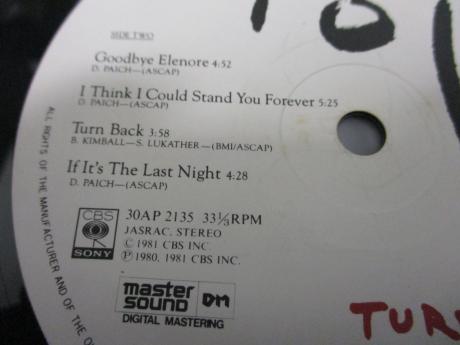 SIDE TWO
Goodbye Elenore 4:52
D. PAICH—(ASCAP)
I Think I Could Stand You Forever 5:25
D. PAICH—(ASCAP)
Turn Back 3:58
B. KIMBALL—S. LUKATHER—(BMI/ASCAP)
If It's The Last Night 4:28
D. PAICH—(ASCAP)
CBS
SONY
30AP 2135 33⅓RPM
JASRAC. STEREO
© 1981 CBS INC.
Ⓟ 1980, 1981 CBS INC.
master sound DM
DIGITAL MASTERING
ALL RIGHTS OF THE MANUFACTURER AND OF THE
TUR